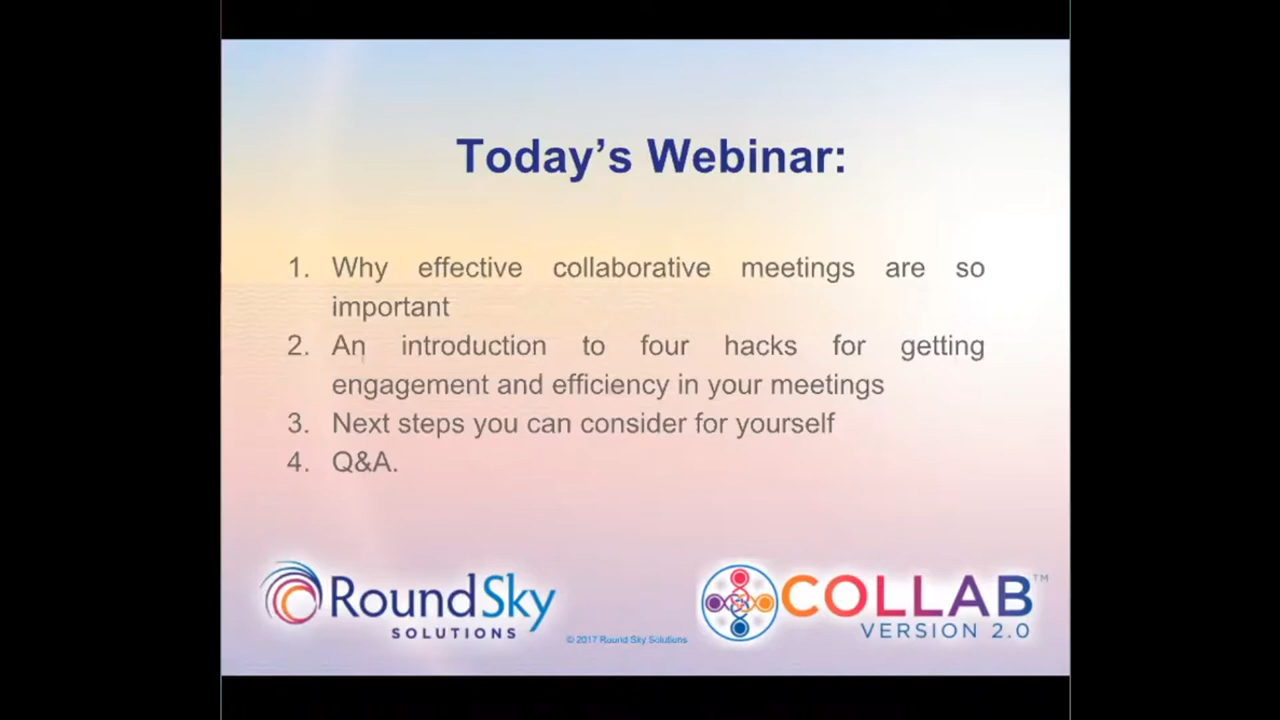 Today's Webinar:
1. Why effective collaborative meetings are so
important
2. An introduction to four hacks for getting
engagement and efficiency in your meetings
3. Next steps you can consider for yourself
4. Q&A.
RoundSky
SOLUTIONS
© 2017 Round Sky Solutions
COLLAB™
VERSION 2.0